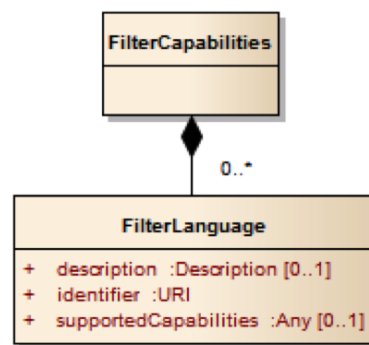 FilterCapabilities
0..*
FilterLanguage
+ description :Description [0..1]
+ identifier :URI
+ supportedCapabilities :Any [0..1]